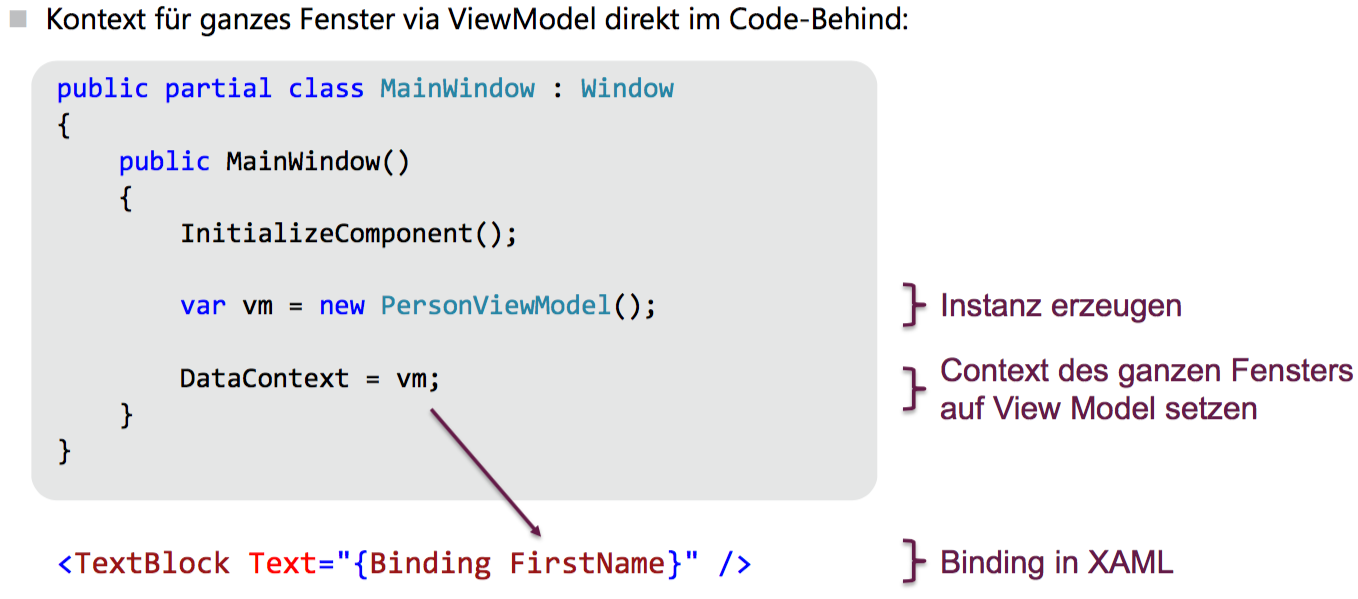 Kontext für ganzes Fenster via ViewModel direkt im Code-Behind:
public partial class MainWindow : Window
{
    public MainWindow()
    {
        InitializeComponent();
        var vm = new PersonViewModel();
} Instanz erzeugen
        DataContext = vm;
} Context des ganzen Fensters
auf View Model setzen
    }
}
<TextBlock Text="{Binding FirstName}" />
} Binding in XAML